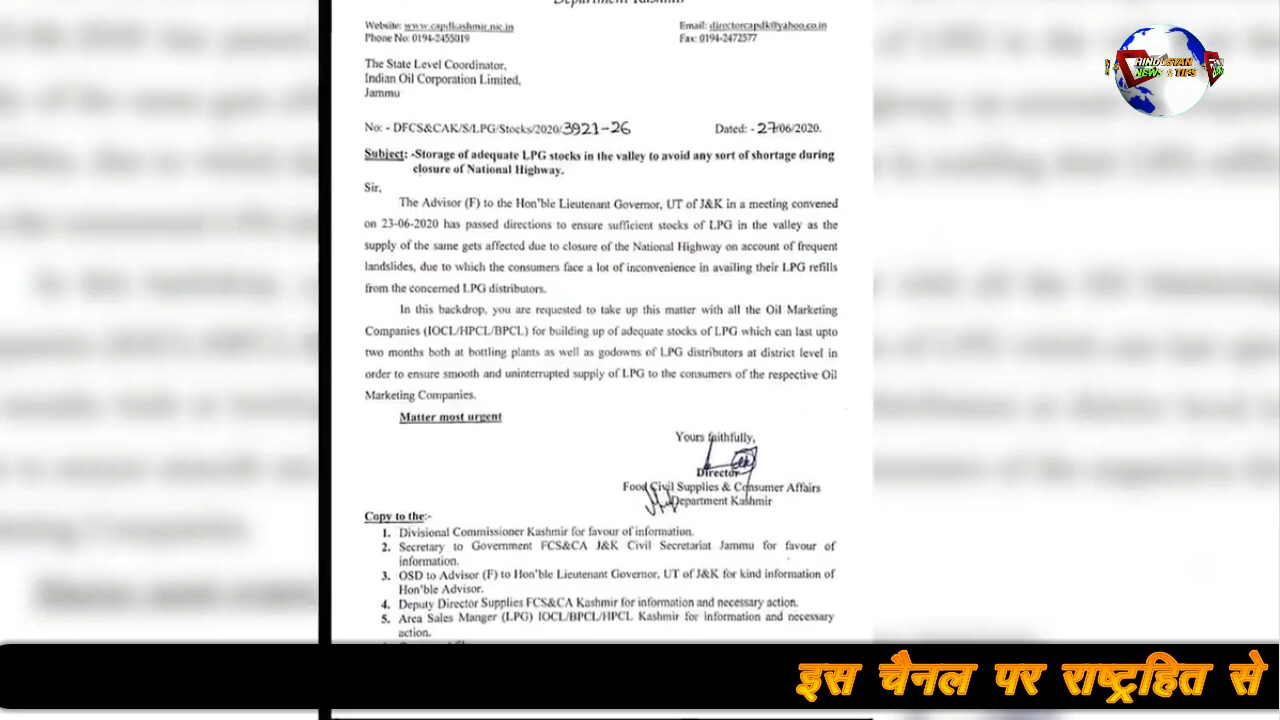 Department Kashmir
Website: www.capdkashmir.nic.in
Email: directorcapdk@yahoo.co.in
Phone No: 0194-2455019
Fax: 0194-2472577
HINDUSTAN
NEWS & TIPS
The State Level Coordinator,
Indian Oil Corporation Limited,
Jammu
No: - DFCS&CAK/S/LPG/Stocks/2020/3921-26
Dated: - 27/06/2020.
Subject: -Storage of adequate LPG stocks in the valley to avoid any sort of shortage during
closure of National Highway.
Sir,
The Advisor (F) to the Hon'ble Lieutenant Governor, UT of J&K in a meeting convened
on 23-06-2020 has passed directions to ensure sufficient stocks of LPG in the valley as the
supply of the same gets affected due to closure of the National Highway on account of frequent
landslides, due to which the consumers face a lot of inconvenience in availing their LPG refills
from the concerned LPG distributors.
In this backdrop, you are requested to take up this matter with all the Oil Marketing
Companies (IOCL/HPCL/BPCL) for building up of adequate stocks of LPG which can last upto
two months both at bottling plants as well as godowns of LPG distributors at district level in
order to ensure smooth and uninterrupted supply of LPG to the consumers of the respective Oil
Marketing Companies.
Matter most urgent
Yours faithfully,
Director
Food Civil Supplies & Consumer Affairs
Department Kashmir
Copy to the:-
1. Divisional Commissioner Kashmir for favour of information.
2. Secretary to Government FCS&CA J&K Civil Secretariat Jammu for favour of
information.
3. OSD to Advisor (F) to Hon'ble Lieutenant Governor, UT of J&K for kind information of
Hon'ble Advisor.
4. Deputy Director Supplies FCS&CA Kashmir for information and necessary action.
5. Area Sales Manger (LPG) IOCL/BPCL/HPCL Kashmir for information and necessary
action.
इस चैनल पर राष्ट्रहित से